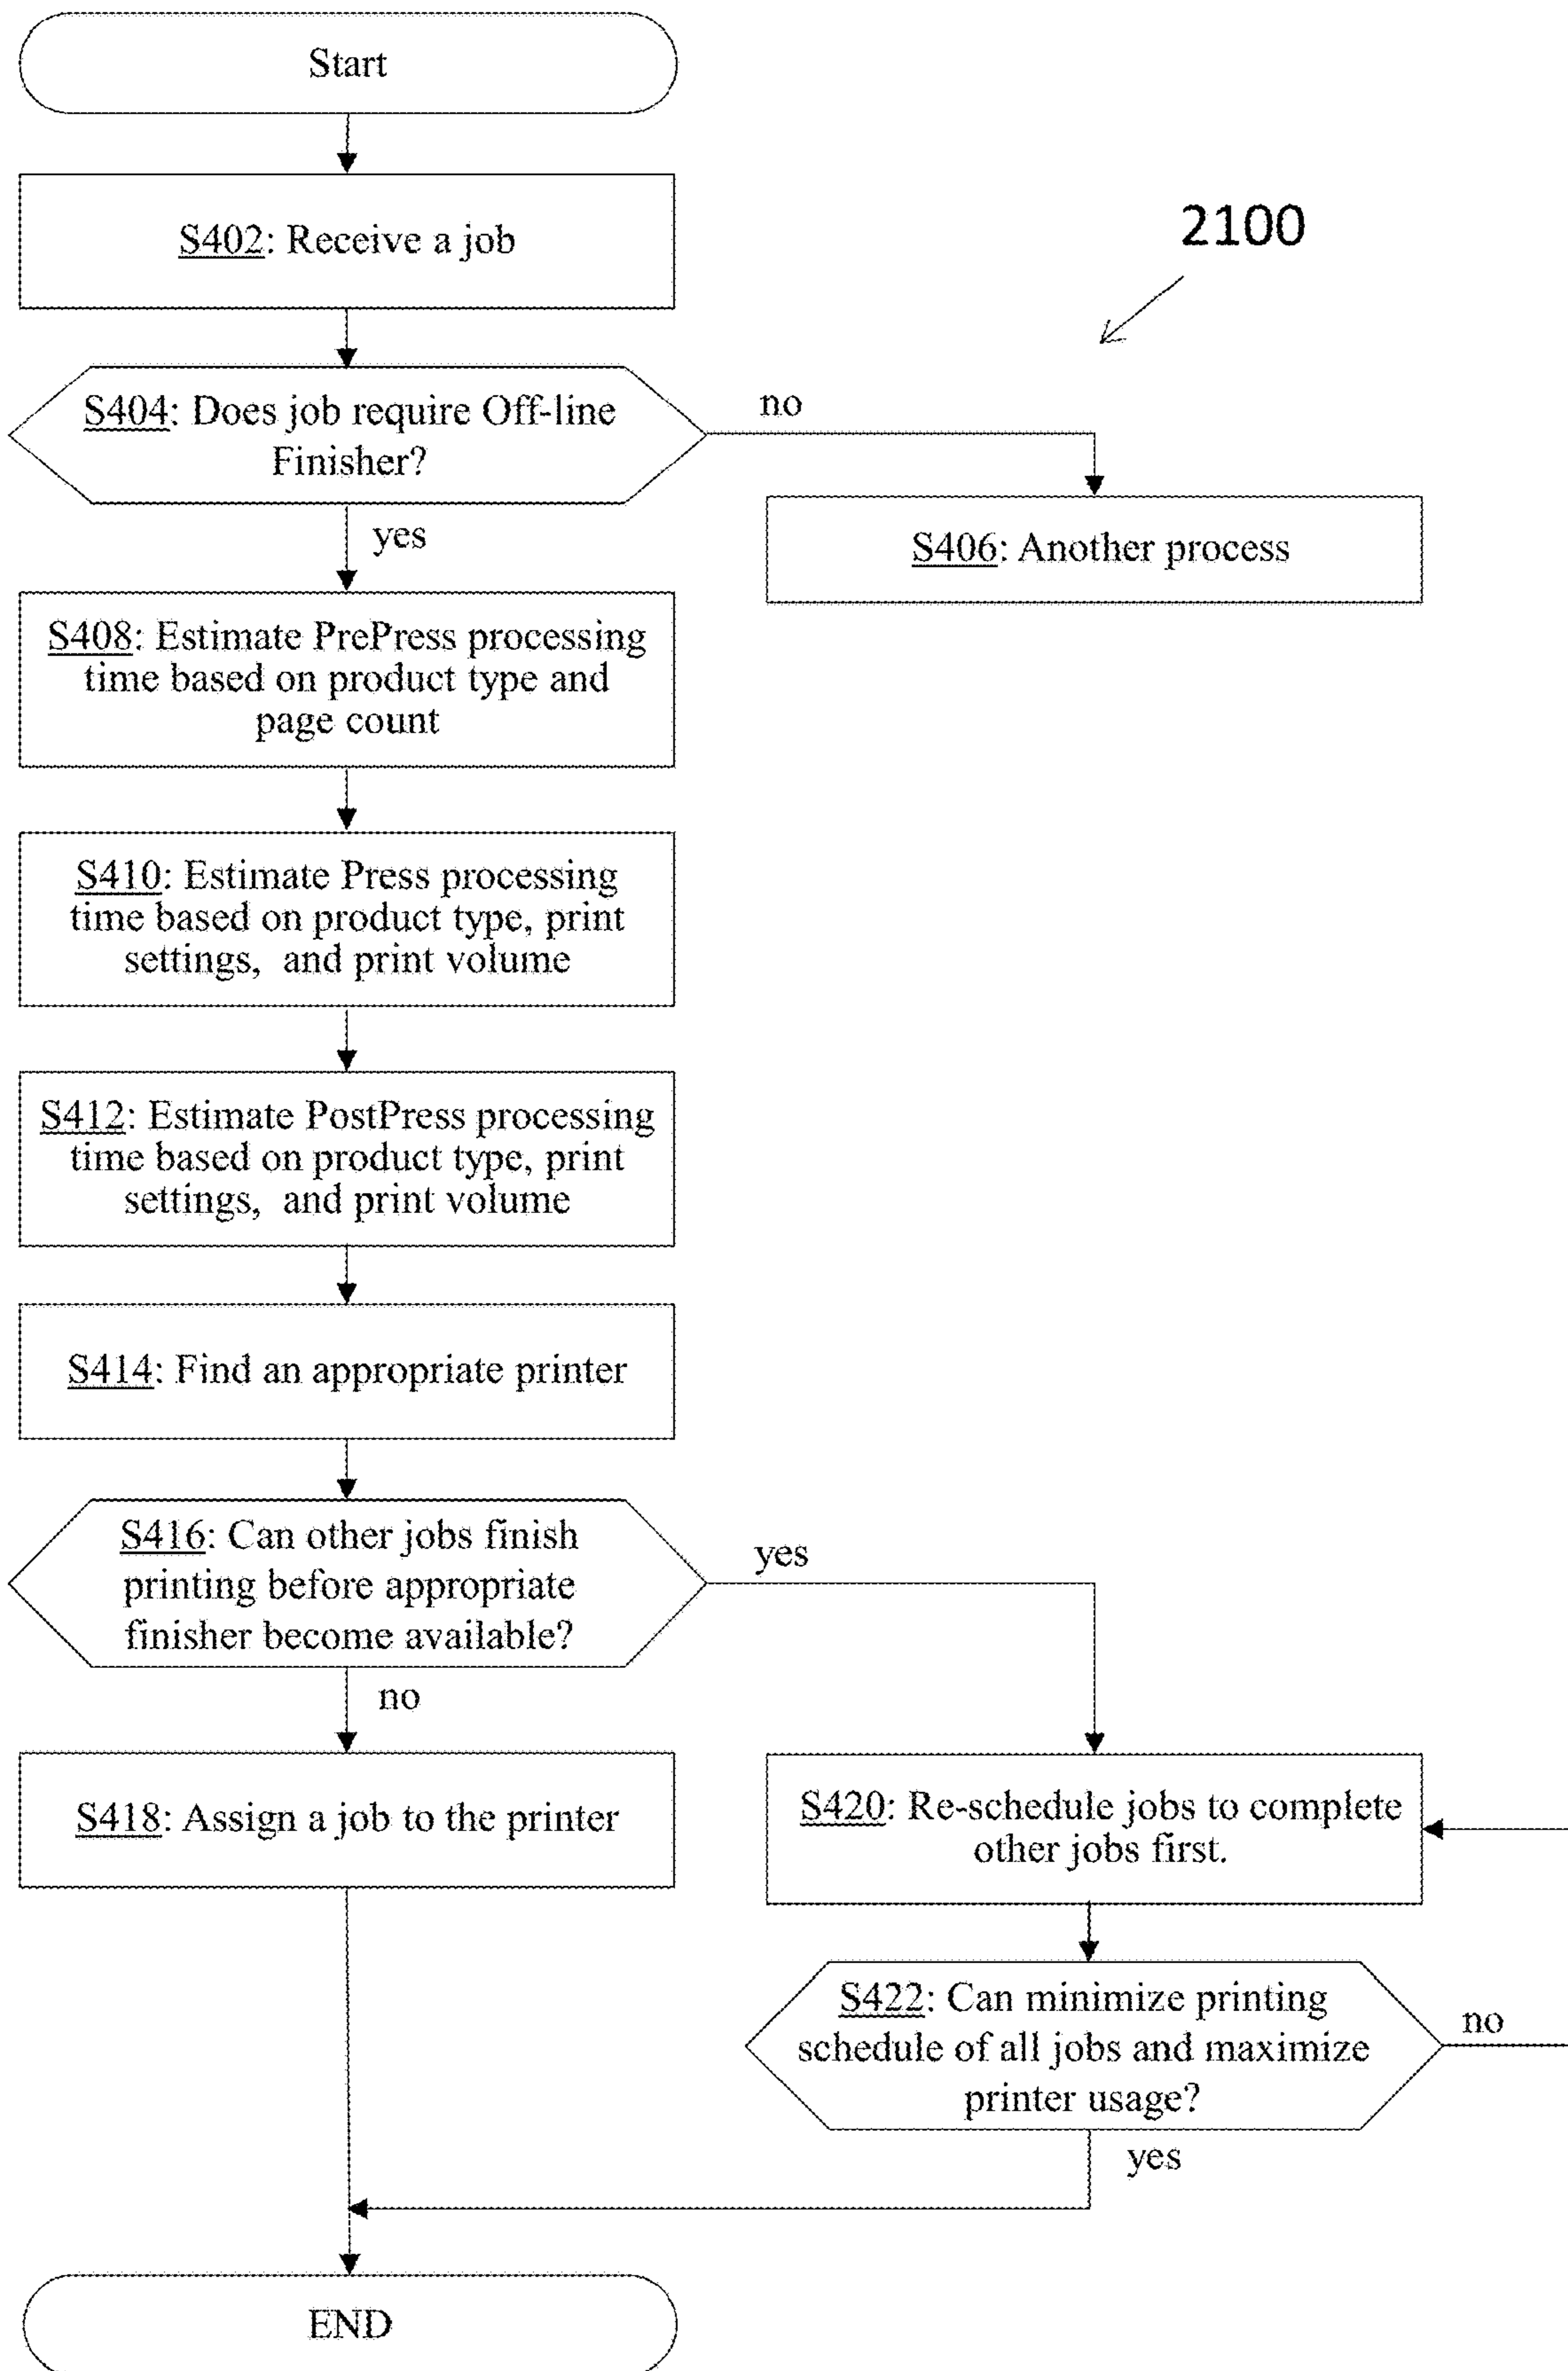 Start
S402: Receive a job
2100
S404: Does job require Off-line
Finisher?
no
yes
S406: Another process
S408: Estimate PrePress processing
time based on product type and
page count
S410: Estimate Press processing
time based on product type, print
settings, and print volume
S412: Estimate PostPress processing
time based on product type, print
settings, and print volume
S414: Find an appropriate printer
S416: Can other jobs finish
printing before appropriate
finisher become available?
yes
no
S418: Assign a job to the printer
S420: Re-schedule jobs to complete
other jobs first.
S422: Can minimize printing
schedule of all jobs and maximize
printer usage?
no
yes
END